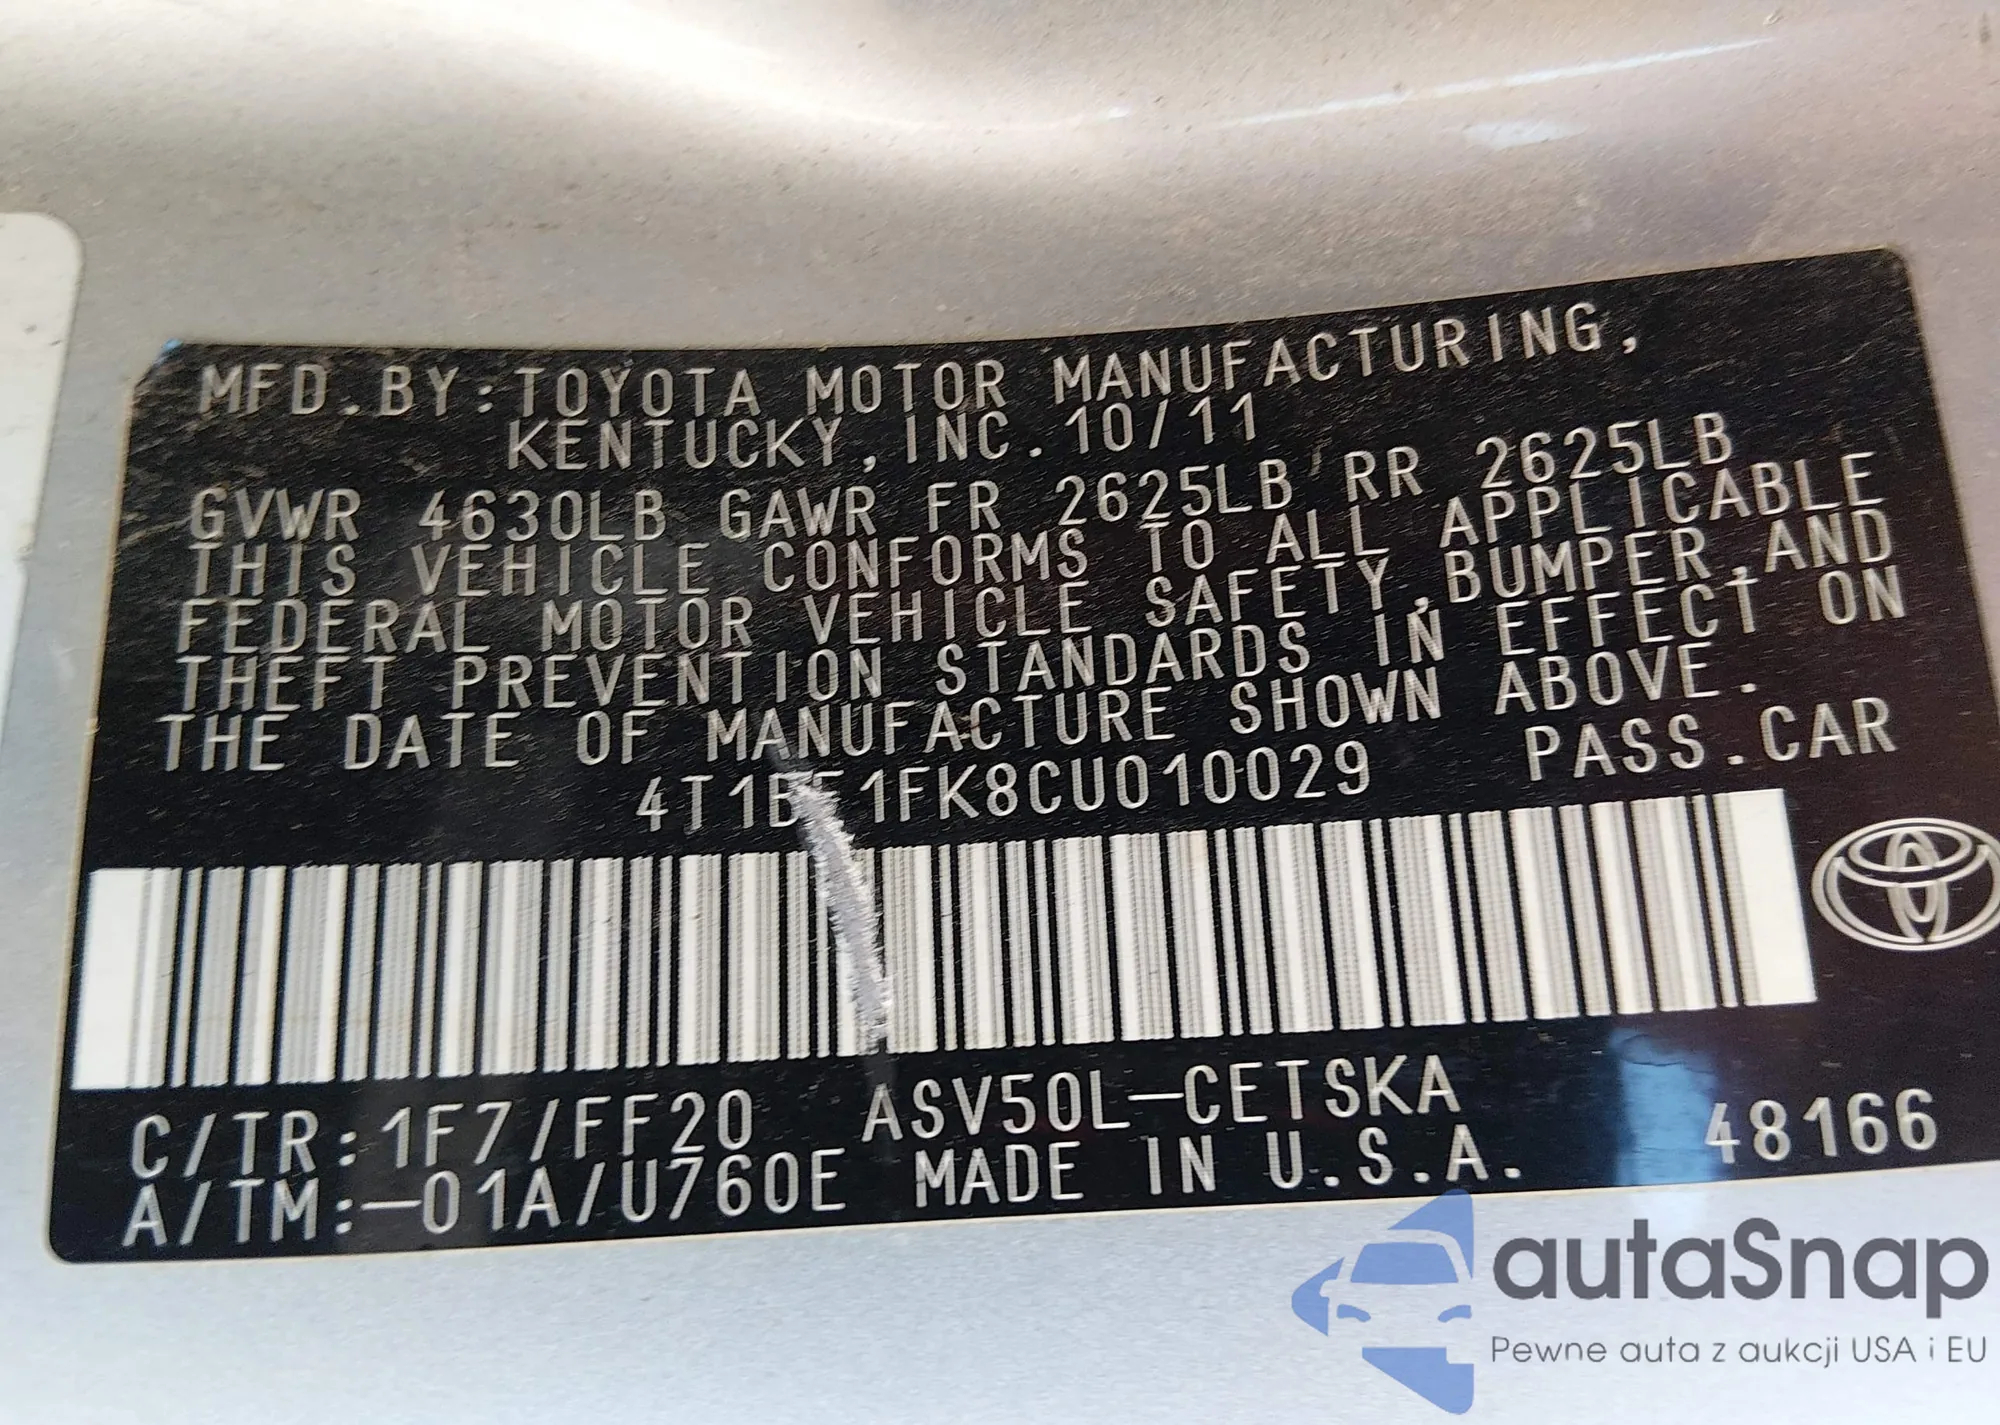 MFD.BY:TOYOTA MOTOR MANUFACTURING,
KENTUCKY,INC.10/11
GVWR 4630LB GAWR FR 2625LB RR 2625LB
THIS VEHICLE CONFORMS TO ALL APPLICABLE
FEDERAL MOTOR VEHICLE SAFETY,BUMPER,AND
THEFT PREVENTION STANDARDS IN EFFECT ON
THE DATE OF MANUFACTURE SHOWN ABOVE.
4T1BF1FK8CU010029 PASS.CAR
C/TR:1F7/FF20 ASV50L-CETSKA
A/TM:-01A/U760E MADE IN U.S.A. 48166
autaSnap
Pewne auta z aukcji USA i EU